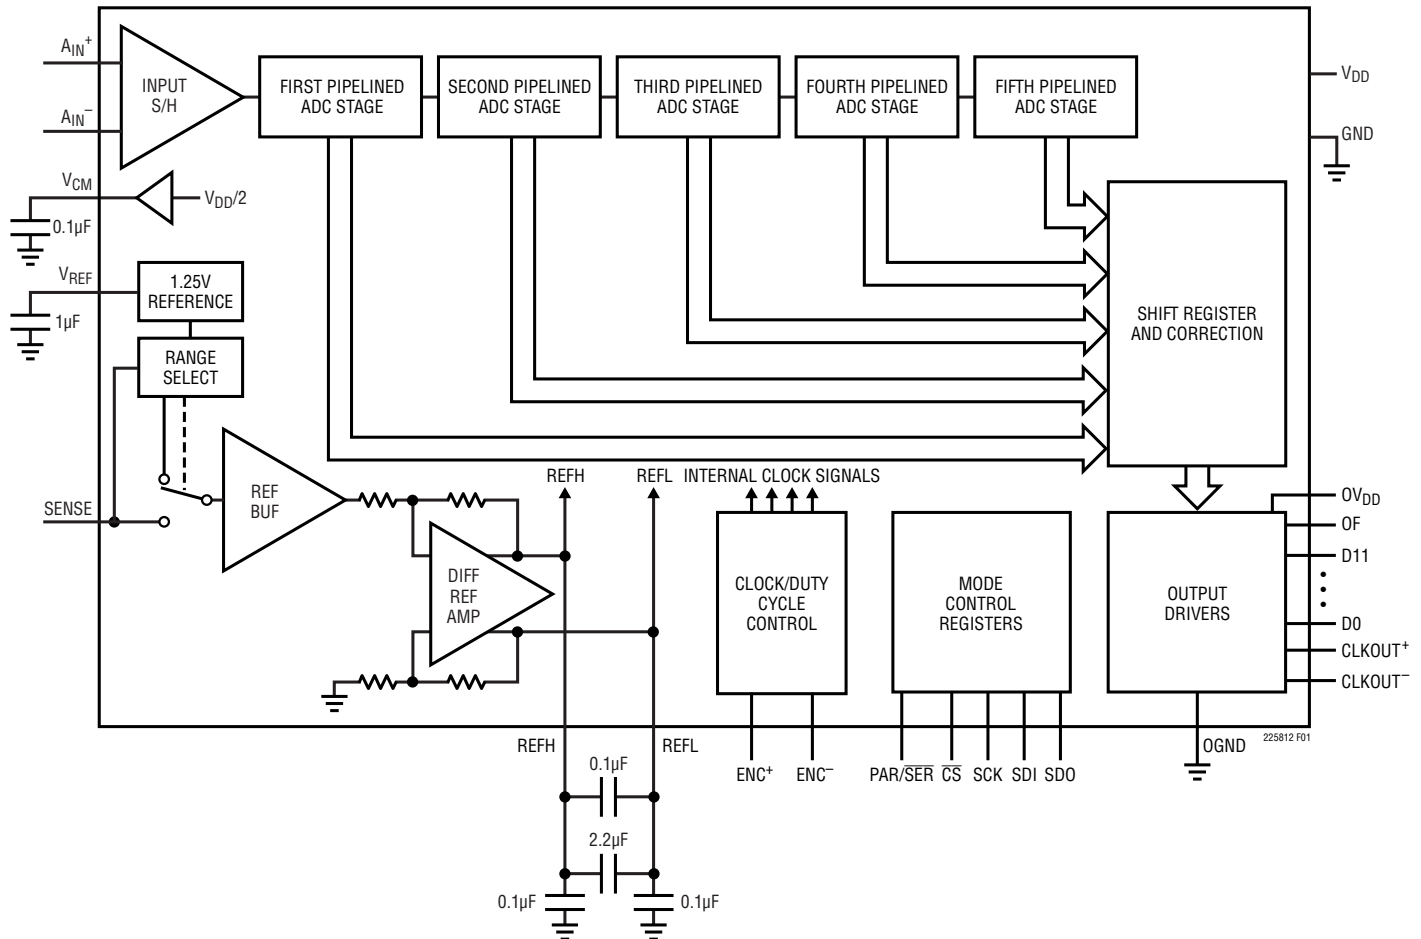 AIN+
AIN−
INPUT
S/H
FIRST PIPELINED
ADC STAGE
SECOND PIPELINED
ADC STAGE
THIRD PIPELINED
ADC STAGE
FOURTH PIPELINED
ADC STAGE
FIFTH PIPELINED
ADC STAGE
VDD
GND
VCM
VDD/2
0.1µF
VREF
1.25V
REFERENCE
1µF
RANGE
SELECT
SHIFT REGISTER
AND CORRECTION
SENSE
REF
BUF
REFH
REFL
INTERNAL CLOCK SIGNALS
DIFF
REF
AMP
CLOCK/DUTY
CYCLE
CONTROL
MODE
CONTROL
REGISTERS
OUTPUT
DRIVERS
OVDD
OF
D11
D0
CLKOUT+
CLKOUT−
REFH
REFL
ENC+
ENC−
PAR/S̅E̅R̅
C̅S̅
SCK
SDI
SDO
OGND
225812 F01
0.1µF
2.2µF
0.1µF
0.1µF